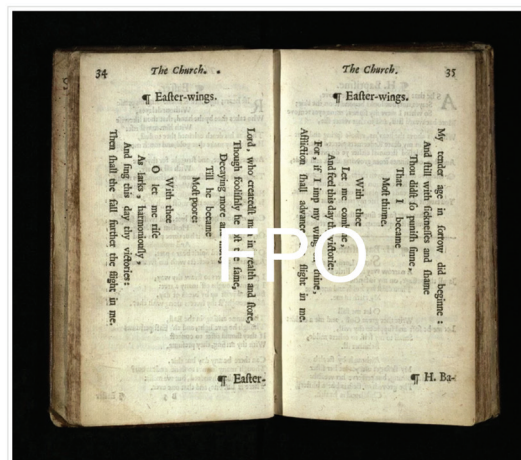 34 The Church.
¶ Eaſter-wings.
Lord, who createdſt man in wealth and ſtore,
Though fooliſhly he the ſame,
Decaying more
Till he became
Moſt poore:
With thee
O let me riſe
As larks, harmoniouſly,
And ſing this day thy victories:
Then ſhall the fall further the flight in me.
¶ Eaſter-
The Church. 35
¶ Eaſter-wings.
My tender age in ſorrow did beginne:
And ſtill with ſickneſſes and ſhame
Thou didſt ſo puniſh ſinne,
That I became
Moſt thinne.
With thee
Let me combine,
And feel this day thy victorie:
For, if I imp my wing thine,
Affliction ſhall advance flight in me.
¶ H. Ba-
FPO